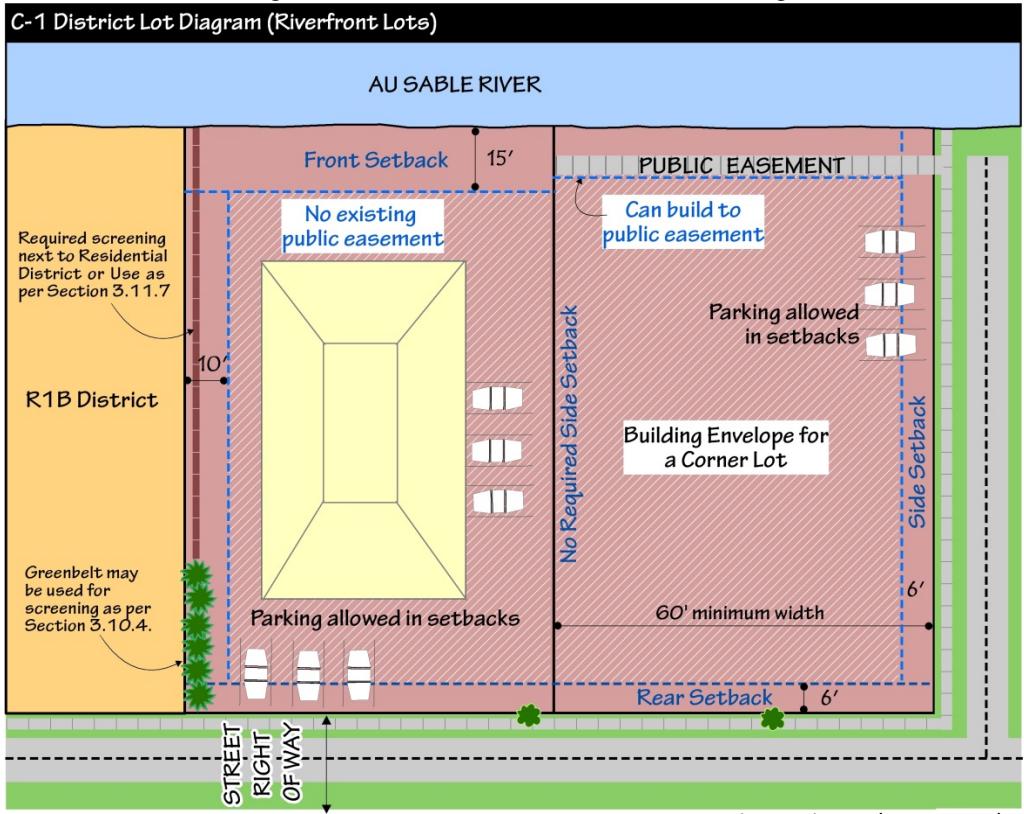 C-1 District Lot Diagram (Riverfront Lots)
AU SABLE RIVER
Front Setback
15'
PUBLIC EASEMENT
No existing
public easement
Can build to
public easement
Required screening
next to Residential
District or Use as
per Section 3.11.7
Parking allowed
in setbacks
10'
R1B District
No Required Side Setback
Building Envelope for
a Corner Lot
Side Setback
Greenbelt may
be used for
screening as per
Section 3.10.4.
6'
Parking allowed in setbacks
60' minimum width
Rear Setback
6'
STREET
RIGHT
OF WAY